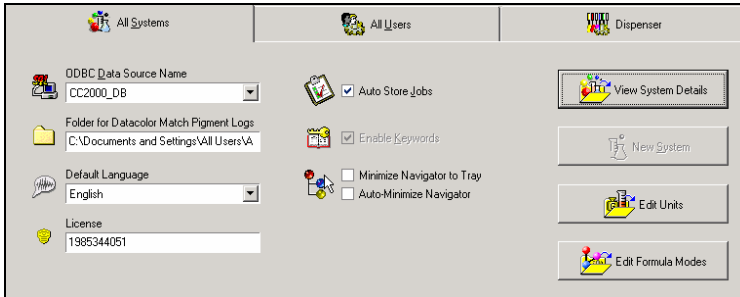 All Systems
All Users
Dispenser
ODBC Data Source Name
CC2000_DB
Folder for Datacolor Match Pigment Logs
C:\Documents and Settings\All Users\A
Default Language
English
License
1985344051
Auto Store Jobs
Enable Keywords
Minimize Navigator to Tray
Auto-Minimize Navigator
View System Details
New System
Edit Units
Edit Formula Modes